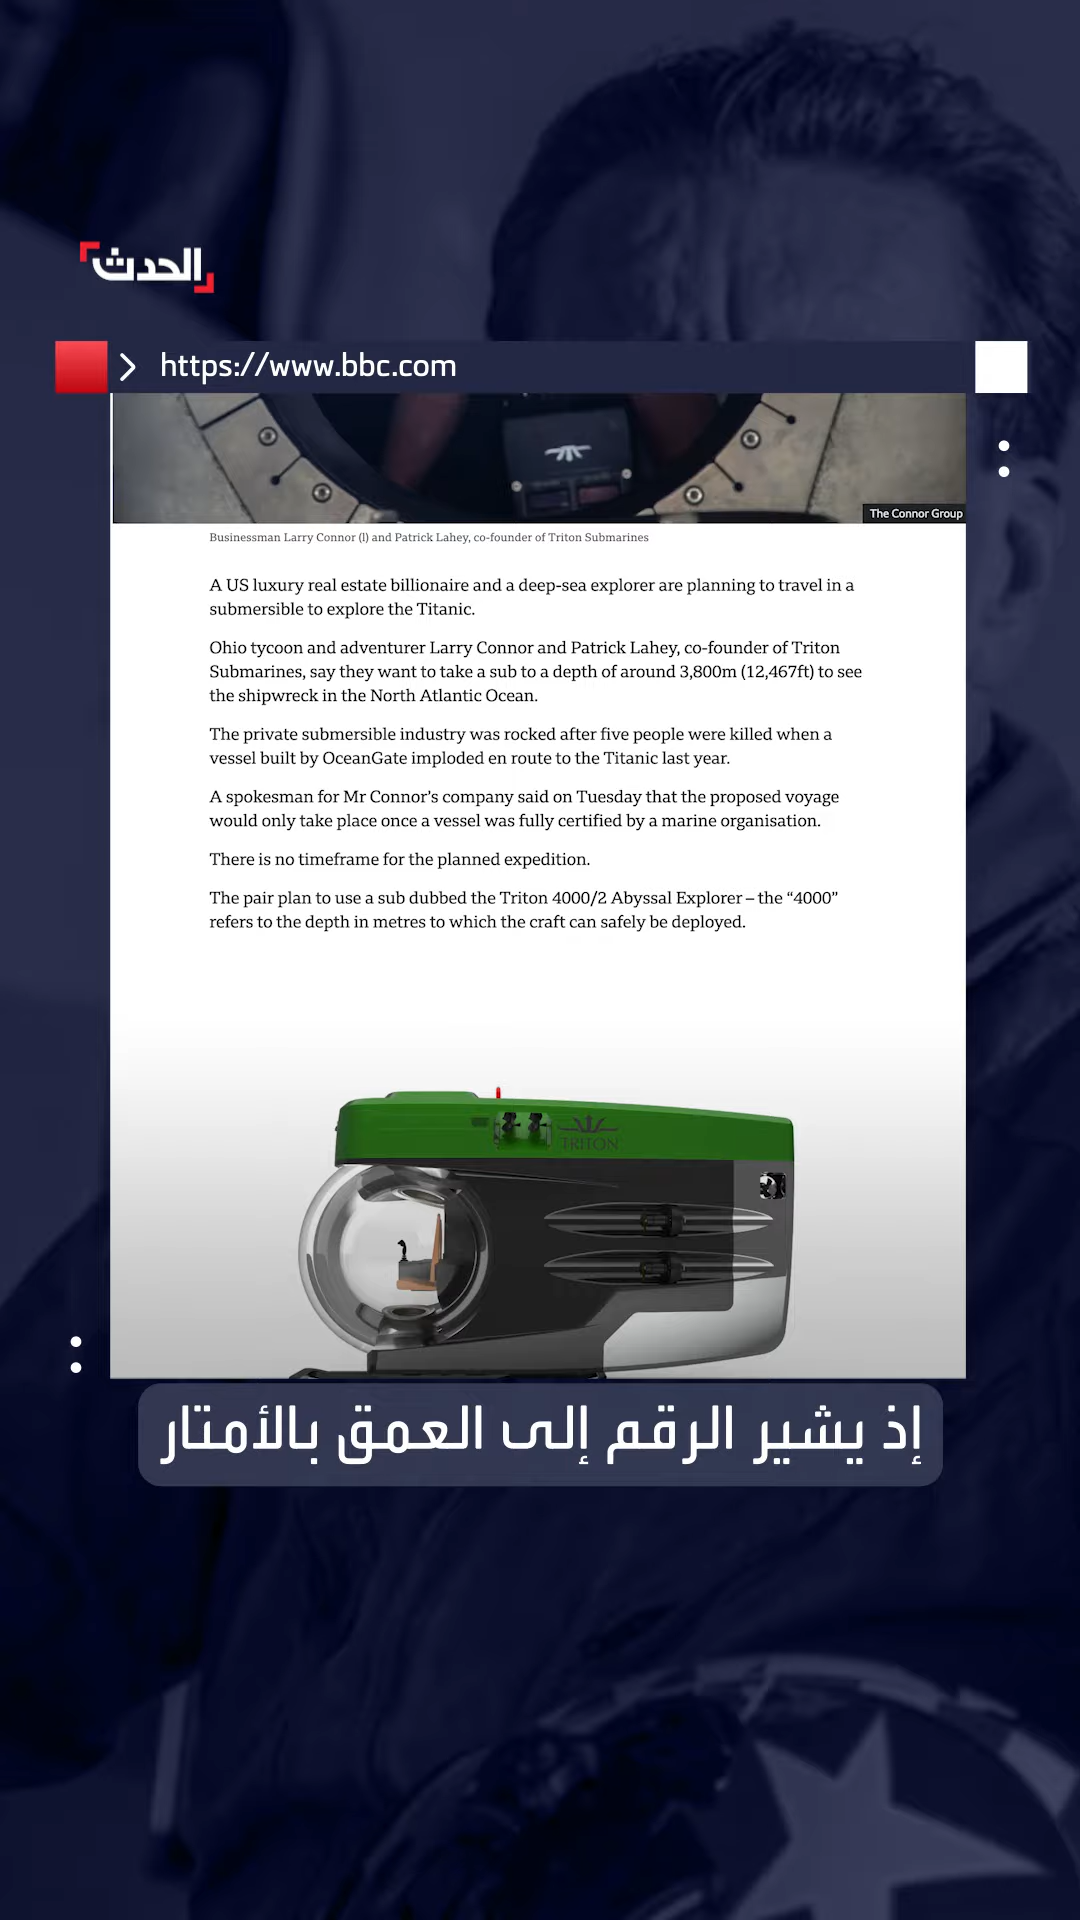 الحدث
https://www.bbc.com
The Connor Group
Businessman Larry Connor (l) and Patrick Lahey, co-founder of Triton Submarines
A US luxury real estate billionaire and a deep-sea explorer are planning to travel in a
submersible to explore the Titanic.
Ohio tycoon and adventurer Larry Connor and Patrick Lahey, co-founder of Triton
Submarines, say they want to take a sub to a depth of around 3,800m (12,467ft) to see
the shipwreck in the North Atlantic Ocean.
The private submersible industry was rocked after five people were killed when a
vessel built by OceanGate imploded en route to the Titanic last year.
A spokesman for Mr Connor’s company said on Tuesday that the proposed voyage
would only take place once a vessel was fully certified by a marine organisation.
There is no timeframe for the planned expedition.
The pair plan to use a sub dubbed the Triton 4000/2 Abyssal Explorer – the “4000”
refers to the depth in metres to which the craft can safely be deployed.
TRITON
إذ يشير الرقم إلى العمق بالأمتار